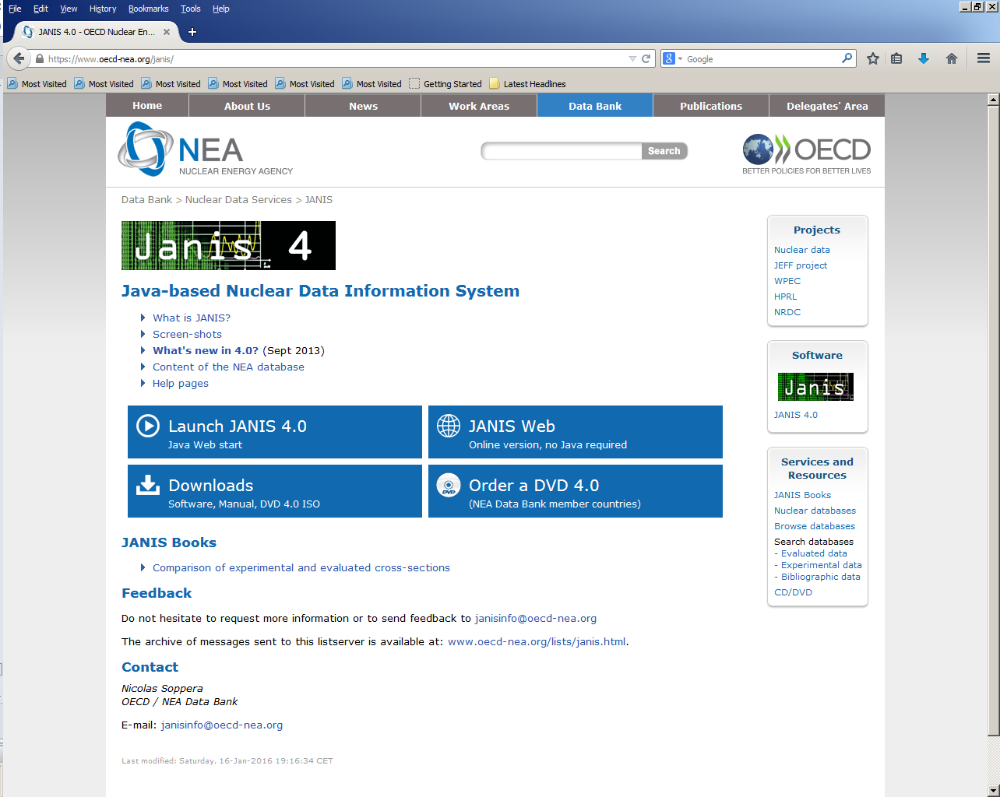 File Edit View History Bookmarks Tools Help
JANIS 4.0 - OECD Nuclear En...
https://www.oecd-nea.org/janis/
Google
Most Visited Most Visited Most Visited Most Visited Most Visited Most Visited Getting Started Latest Headlines
Home About Us News Work Areas Data Bank Publications Delegates' Area
NEA
NUCLEAR ENERGY AGENCY
Search
OECD
BETTER POLICIES FOR BETTER LIVES
Data Bank > Nuclear Data Services > JANIS
Janis 4
Java-based Nuclear Data Information System
What is JANIS?
Screen-shots
What's new in 4.0? (Sept 2013)
Content of the NEA database
Help pages
Launch JANIS 4.0
Java Web start
JANIS Web
Online version, no Java required
Downloads
Software, Manual, DVD 4.0 ISO
DVD
Order a DVD 4.0
(NEA Data Bank member countries)
JANIS Books
Comparison of experimental and evaluated cross-sections
Feedback
Do not hesitate to request more information or to send feedback to janisinfo@oecd-nea.org
The archive of messages sent to this listserver is available at: www.oecd-nea.org/lists/janis.html.
Contact
Nicolas Soppera
OECD / NEA Data Bank
E-mail: janisinfo@oecd-nea.org
Last modified: Saturday, 16-Jan-2016 19:16:34 CET
Projects
Nuclear data
JEFF project
WPEC
HPRL
NRDC
Software
Janis
JANIS 4.0
Services and
Resources
JANIS Books
Nuclear databases
Browse databases
Search databases
- Evaluated data
- Experimental data
- Bibliographic data
CD/DVD